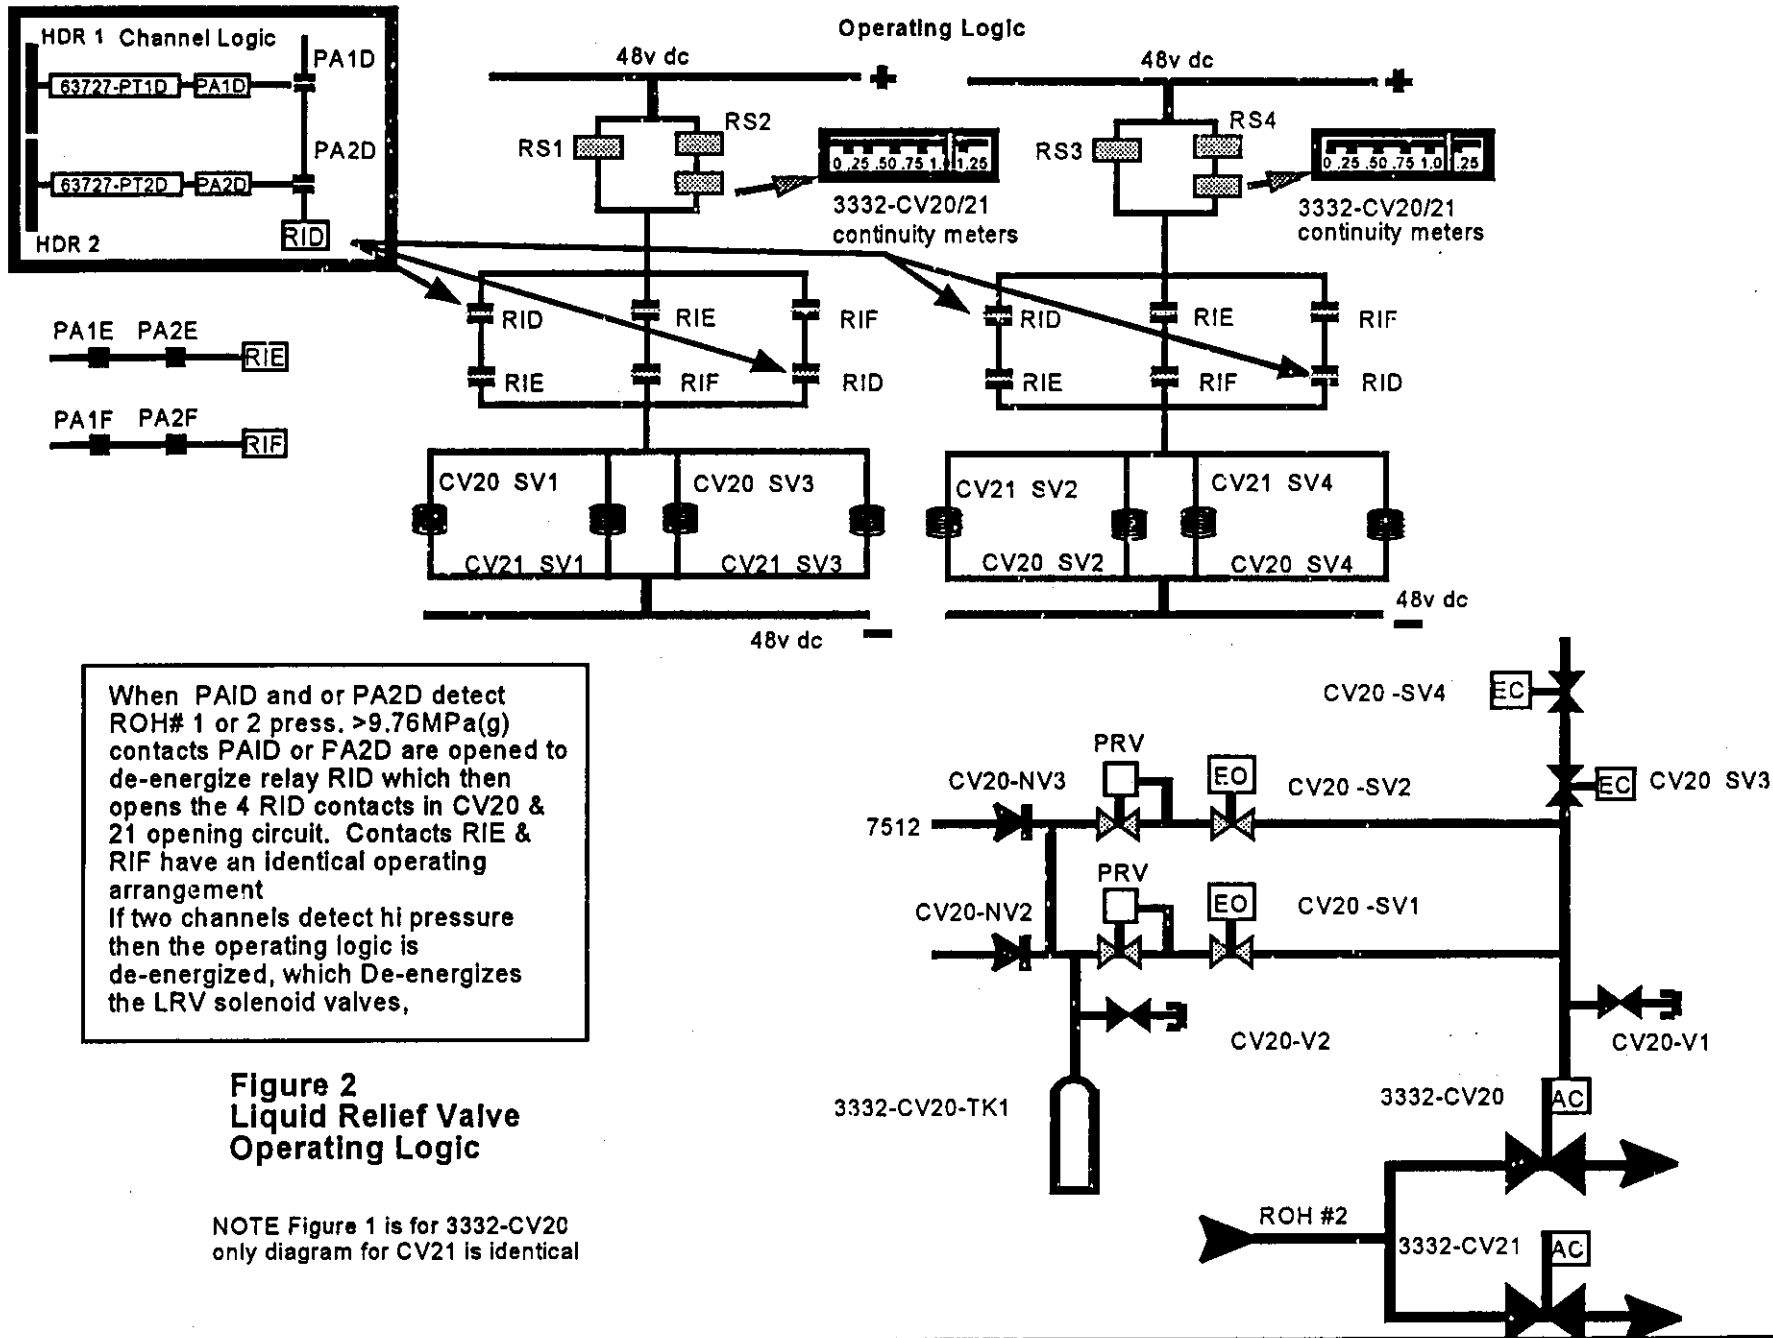 Operating Logic
HDR 1 Channel Logic
PA1D
63727-PT1D
PA1D
PA2D
63727-PT2D
PA2D
HDR 2
RID
48v dc
+
RS1
RS2
0 .25 .50 .75 1.0 1.25
3332-CV20/21
continuity meters
48v dc
+
RS3
RS4
0 .25 .50 .75 1.0 1.25
3332-CV20/21
continuity meters
PA1E PA2E
RIE
PA1F PA2F
RIF
RID
RIE
RIF
RIE
RIF
RID
RID
RIE
RIF
RIE
RIF
RID
CV20 SV1
CV20 SV3
CV21 SV1
CV21 SV3
48v dc
CV21 SV2
CV21 SV4
CV20 SV2
CV20 SV4
48v dc
When PAID and or PA2D detect
ROH# 1 or 2 press. >9.76MPa(g)
contacts PAID or PA2D are opened to
de-energize relay RID which then
opens the 4 RID contacts in CV20 &
21 opening circuit. Contacts RIE &
RIF have an identical operating
arrangement
If two channels detect hi pressure
then the operating logic is
de-energized, which De-energizes
the LRV solenoid valves,
Figure 2
Liquid Relief Valve
Operating Logic
NOTE Figure 1 is for 3332-CV20
only diagram for CV21 is identical
CV20 -SV4
EC
EC
CV20 SV3
CV20-NV3
PRV
EO
CV20 -SV2
7512
CV20-NV2
PRV
EO
CV20 -SV1
CV20-V2
CV20-V1
3332-CV20-TK1
3332-CV20
AC
ROH #2
3332-CV21
AC